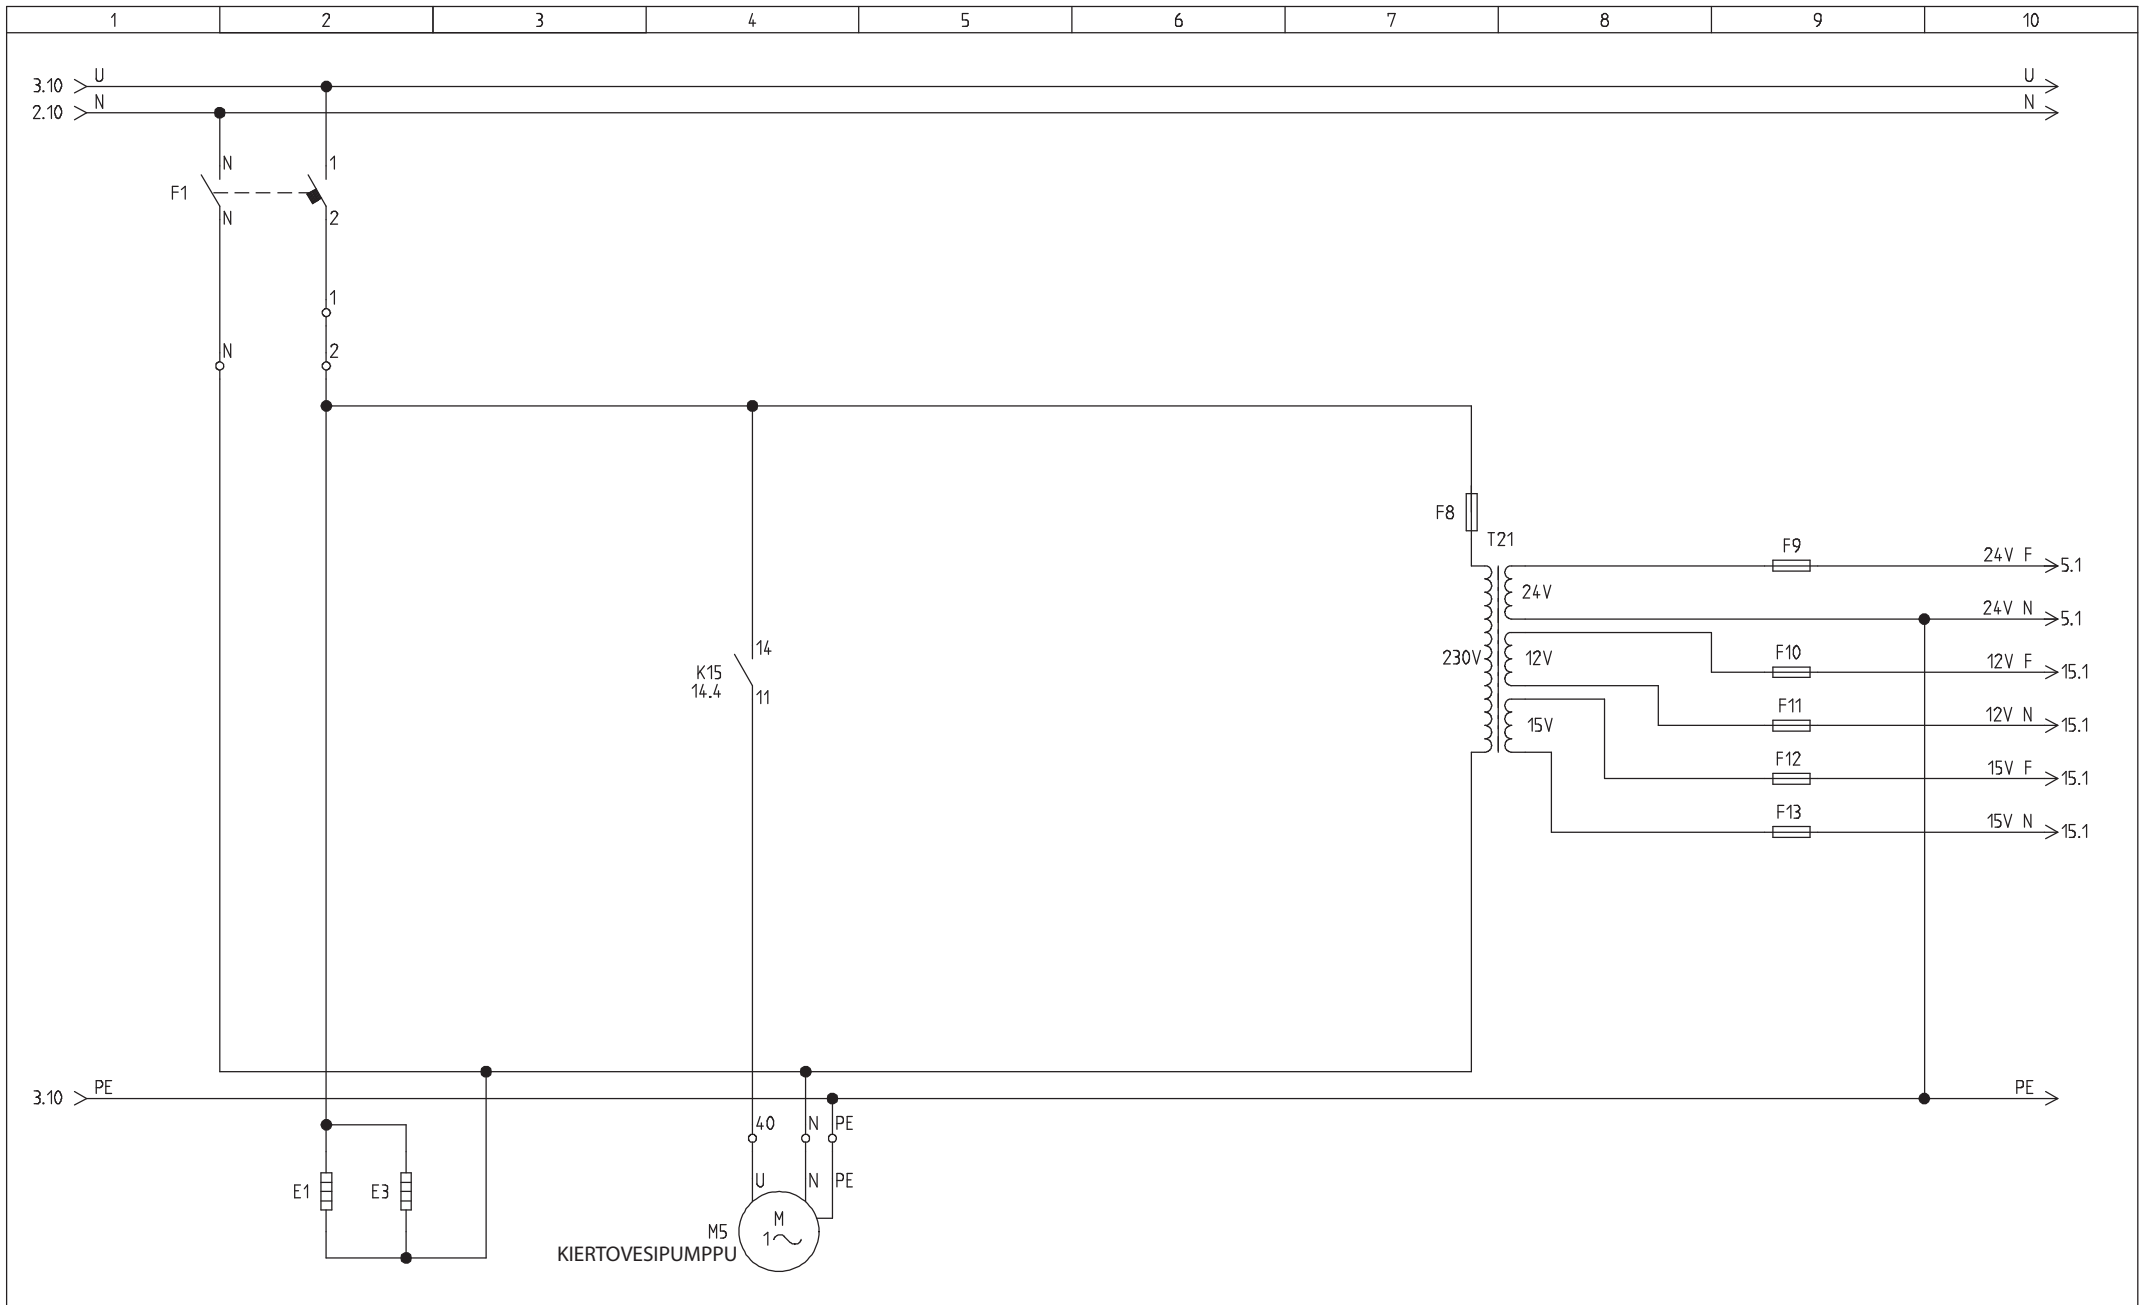 1 2 3 4 5 6 7 8 9 10
3.10 U U
2.10 N N
N 1
F1
N 2
1
N 2
F8
T21
F9 24V F 5.1
24V
24V N 5.1
14
K15
14.4
11
230V 12V
F10 12V F 15.1
F11 12V N 15.1
15V
F12 15V F 15.1
F13 15V N 15.1
3.10 PE PE
40 N PE
E1 E3
U N PE
M5
M
1
KIERTOVESIPUMPPU